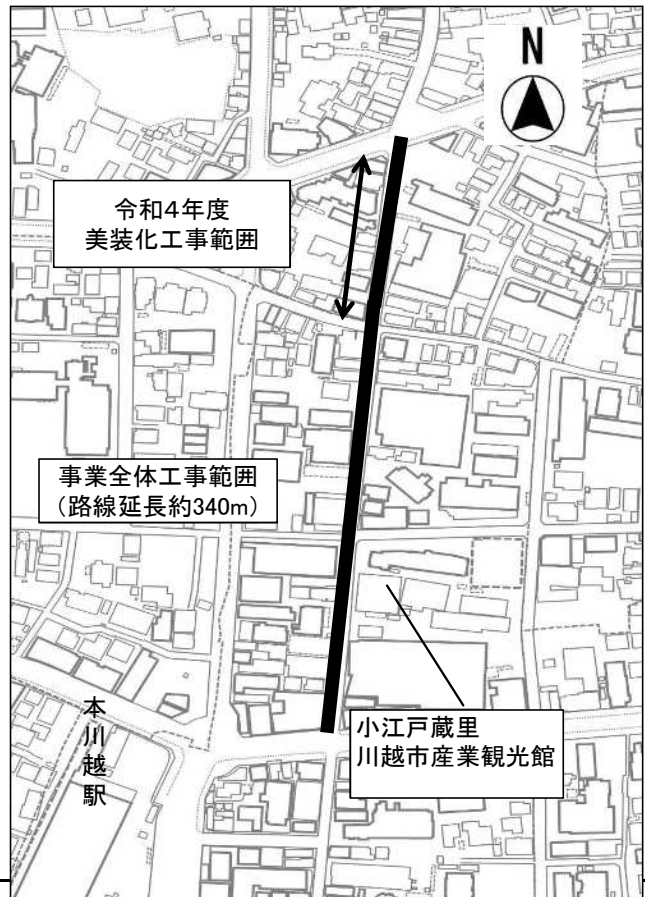 N
令和4年度
美装化工事範囲
事業全体工事範囲
（路線延長約340m）
本川越駅
小江戸蔵里
川越市産業観光館